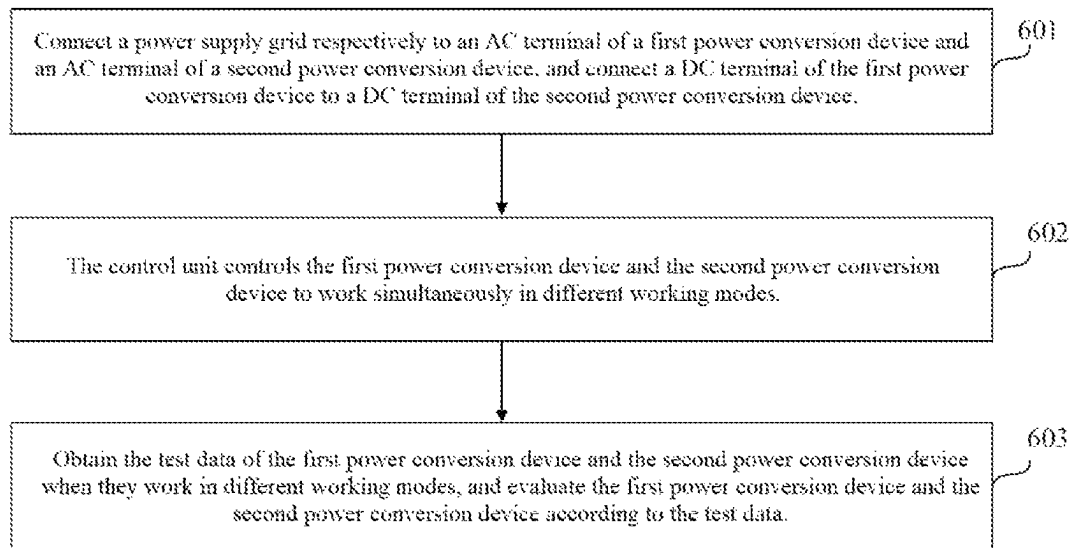 Connect a power supply grid respectively to an AC terminal of a first power conversion device and
an AC terminal of a second power conversion device, and connect a DC terminal of the first power
conversion device to a DC terminal of the second power conversion device.
601
The control unit controls the first power conversion device and the second power conversion
device to work simultaneously in different working modes.
602
Obtain the test data of the first power conversion device and the second power conversion device
when they work in different working modes, and evaluate the first power conversion device and the
second power conversion device according to the test data.
603